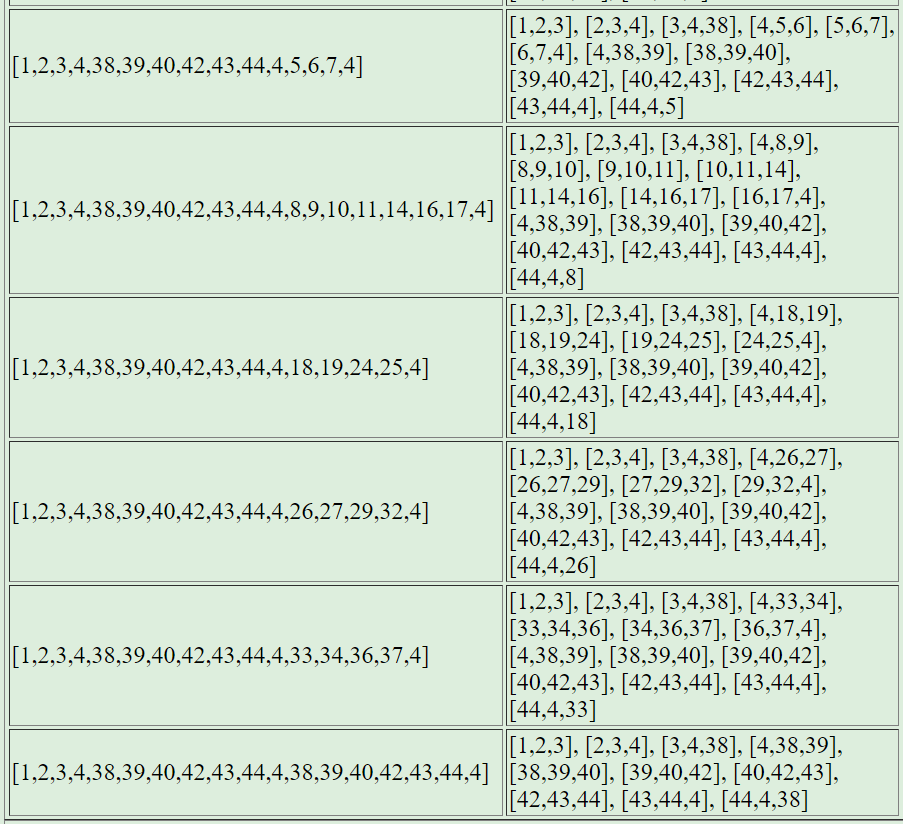 [1,2,3,4,38,39,40,42,43,44,4,5,6,7,4]
[1,2,3], [2,3,4], [3,4,38], [4,5,6], [5,6,7],
[6,7,4], [4,38,39], [38,39,40],
[39,40,42], [40,42,43], [42,43,44],
[43,44,4], [44,4,5]
[1,2,3,4,38,39,40,42,43,44,4,8,9,10,11,14,16,17,4]
[1,2,3], [2,3,4], [3,4,38], [4,8,9],
[8,9,10], [9,10,11], [10,11,14],
[11,14,16], [14,16,17], [16,17,4],
[4,38,39], [38,39,40], [39,40,42],
[40,42,43], [42,43,44], [43,44,4],
[44,4,8]
[1,2,3,4,38,39,40,42,43,44,4,18,19,24,25,4]
[1,2,3], [2,3,4], [3,4,38], [4,18,19],
[18,19,24], [19,24,25], [24,25,4],
[4,38,39], [38,39,40], [39,40,42],
[40,42,43], [42,43,44], [43,44,4],
[44,4,18]
[1,2,3,4,38,39,40,42,43,44,4,26,27,29,32,4]
[1,2,3], [2,3,4], [3,4,38], [4,26,27],
[26,27,29], [27,29,32], [29,32,4],
[4,38,39], [38,39,40], [39,40,42],
[40,42,43], [42,43,44], [43,44,4],
[44,4,26]
[1,2,3,4,38,39,40,42,43,44,4,33,34,36,37,4]
[1,2,3], [2,3,4], [3,4,38], [4,33,34],
[33,34,36], [34,36,37], [36,37,4],
[4,38,39], [38,39,40], [39,40,42],
[40,42,43], [42,43,44], [43,44,4],
[44,4,33]
[1,2,3,4,38,39,40,42,43,44,4,38,39,40,42,43,44,4]
[1,2,3], [2,3,4], [3,4,38], [4,38,39],
[38,39,40], [39,40,42], [40,42,43],
[42,43,44], [43,44,4], [44,4,38]